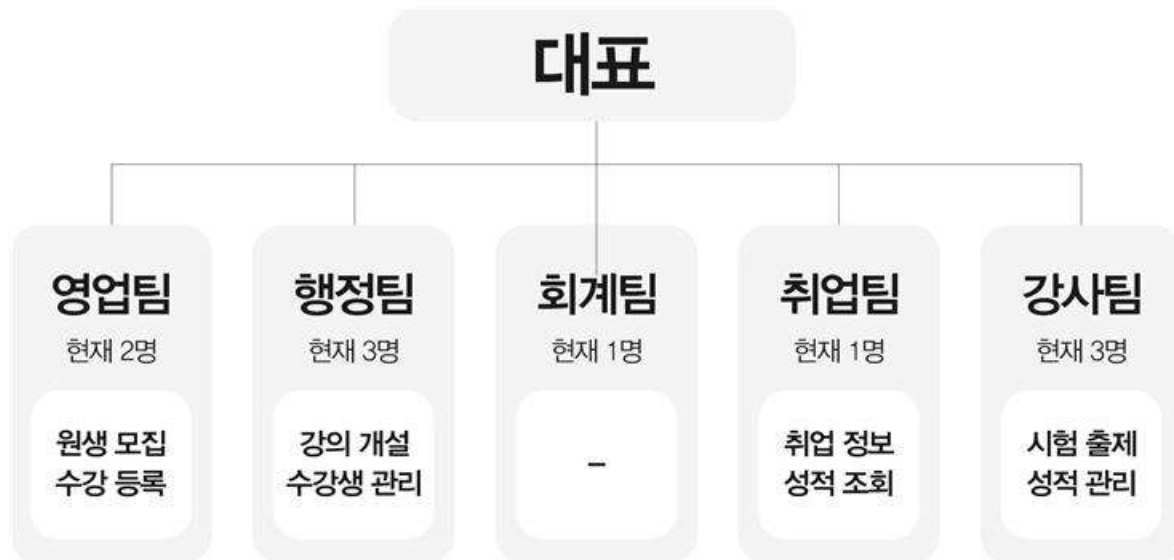 대표
영업팀
현재 2명
원생 모집
수강 등록
행정팀
현재 3명
강의 개설
수강생 관리
회계팀
현재 1명
–
취업팀
현재 1명
취업 정보
성적 조회
강사팀
현재 3명
시험 출제
성적 관리